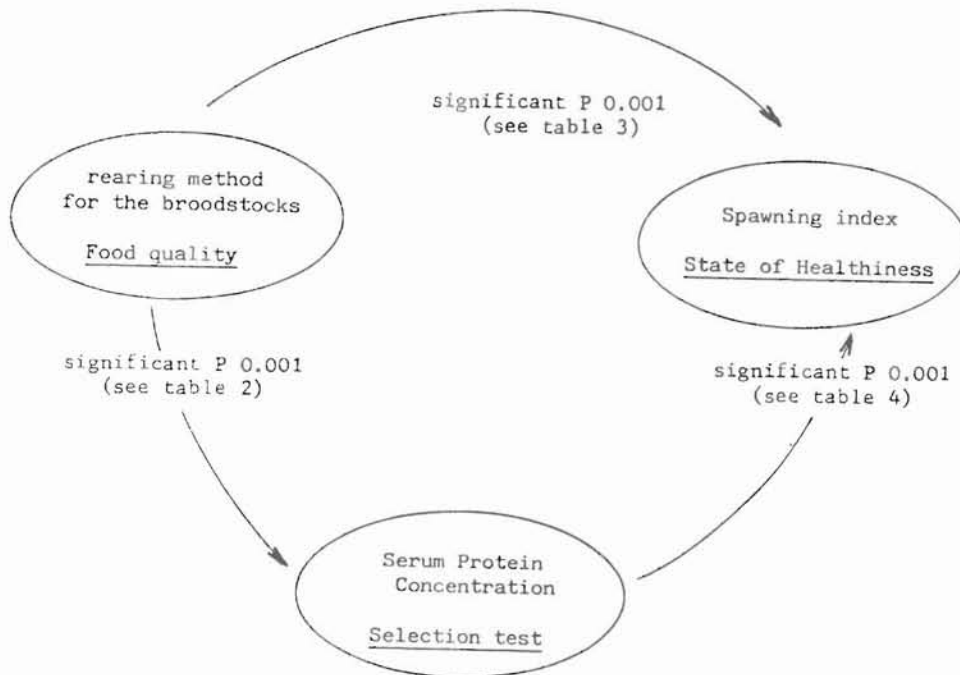 significant P 0.001
(see table 3)
rearing method
for the broodstocks
Food quality
Spawning index
State of Healthiness
significant P 0.001
(see table 2)
significant P 0.001
(see table 4)
Serum Protein
Concentration
Selection test